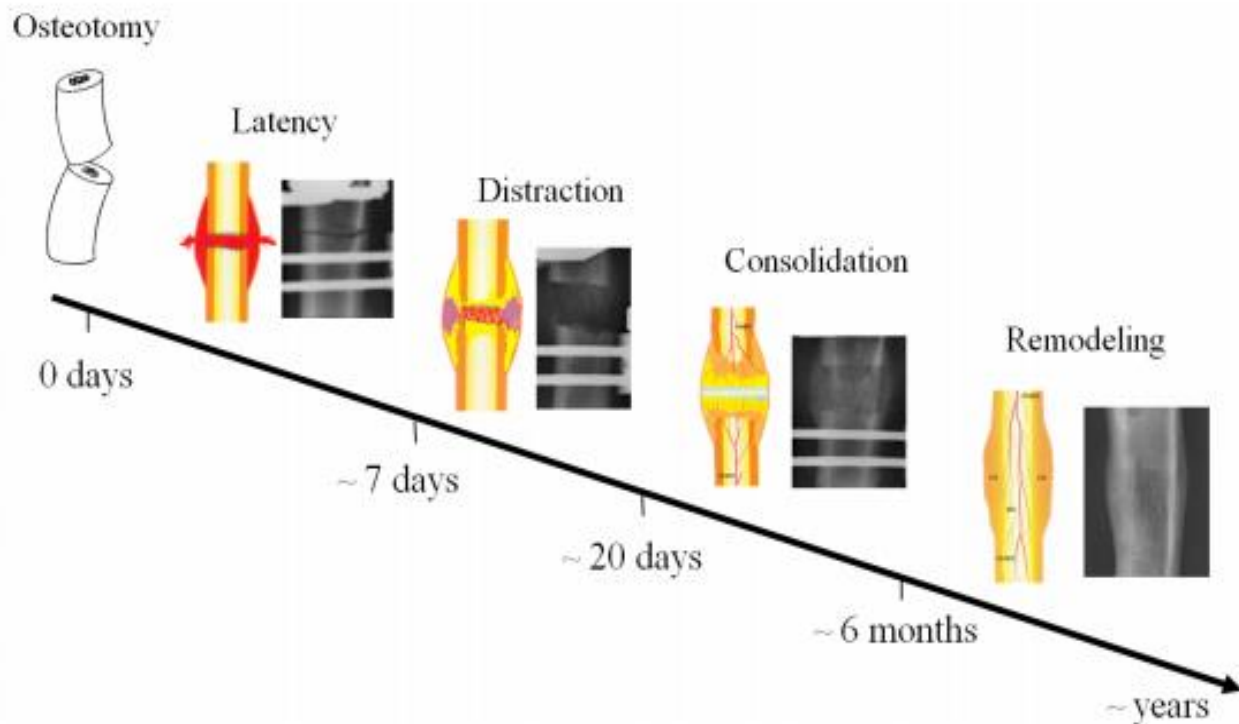 Osteotomy
Latency
Distraction
Consolidation
Remodeling
0 days
~ 7 days
~ 20 days
~ 6 months
~ years